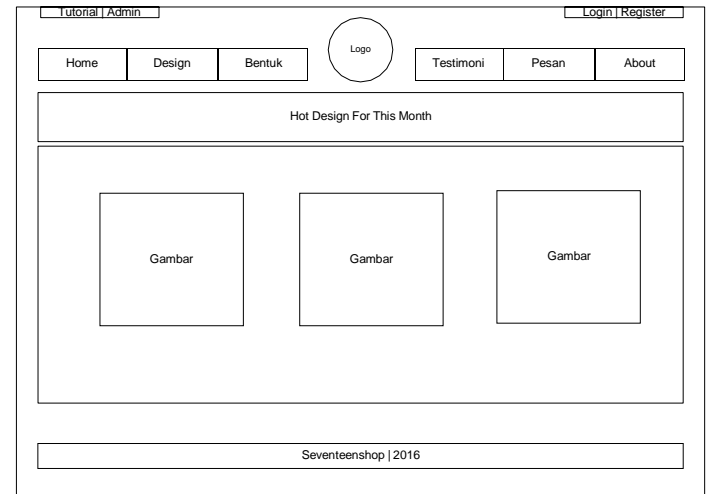 Tutorial | Admin
Login | Register
Logo
Home
Design
Bentuk
Testimoni
Pesan
About
Hot Design For This Month
Gambar
Gambar
Gambar
Seventeenshop | 2016